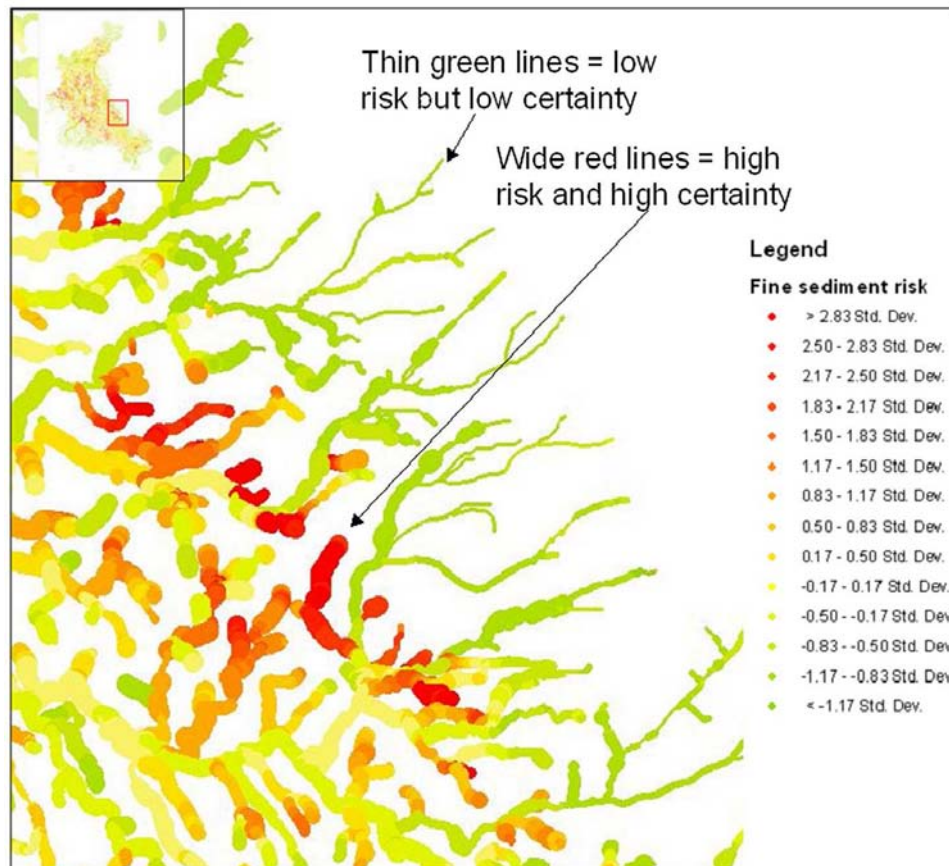 Thin green lines = low
risk but low certainty
Wide red lines = high
risk and high certainty
Legend
Fine sediment risk
> 2.83 Std. Dev.
2.50 - 2.83 Std. Dev.
2.17 - 2.50 Std. Dev.
1.83 - 2.17 Std. Dev.
1.50 - 1.83 Std. Dev.
1.17 - 1.50 Std. Dev.
0.83 - 1.17 Std. Dev.
0.50 - 0.83 Std. Dev.
0.17 - 0.50 Std. Dev.
-0.17 - 0.17 Std. Dev.
-0.50 - -0.17 Std. Dev.
-0.83 - -0.50 Std. Dev.
-1.17 - -0.83 Std. Dev.
< -1.17 Std. Dev.